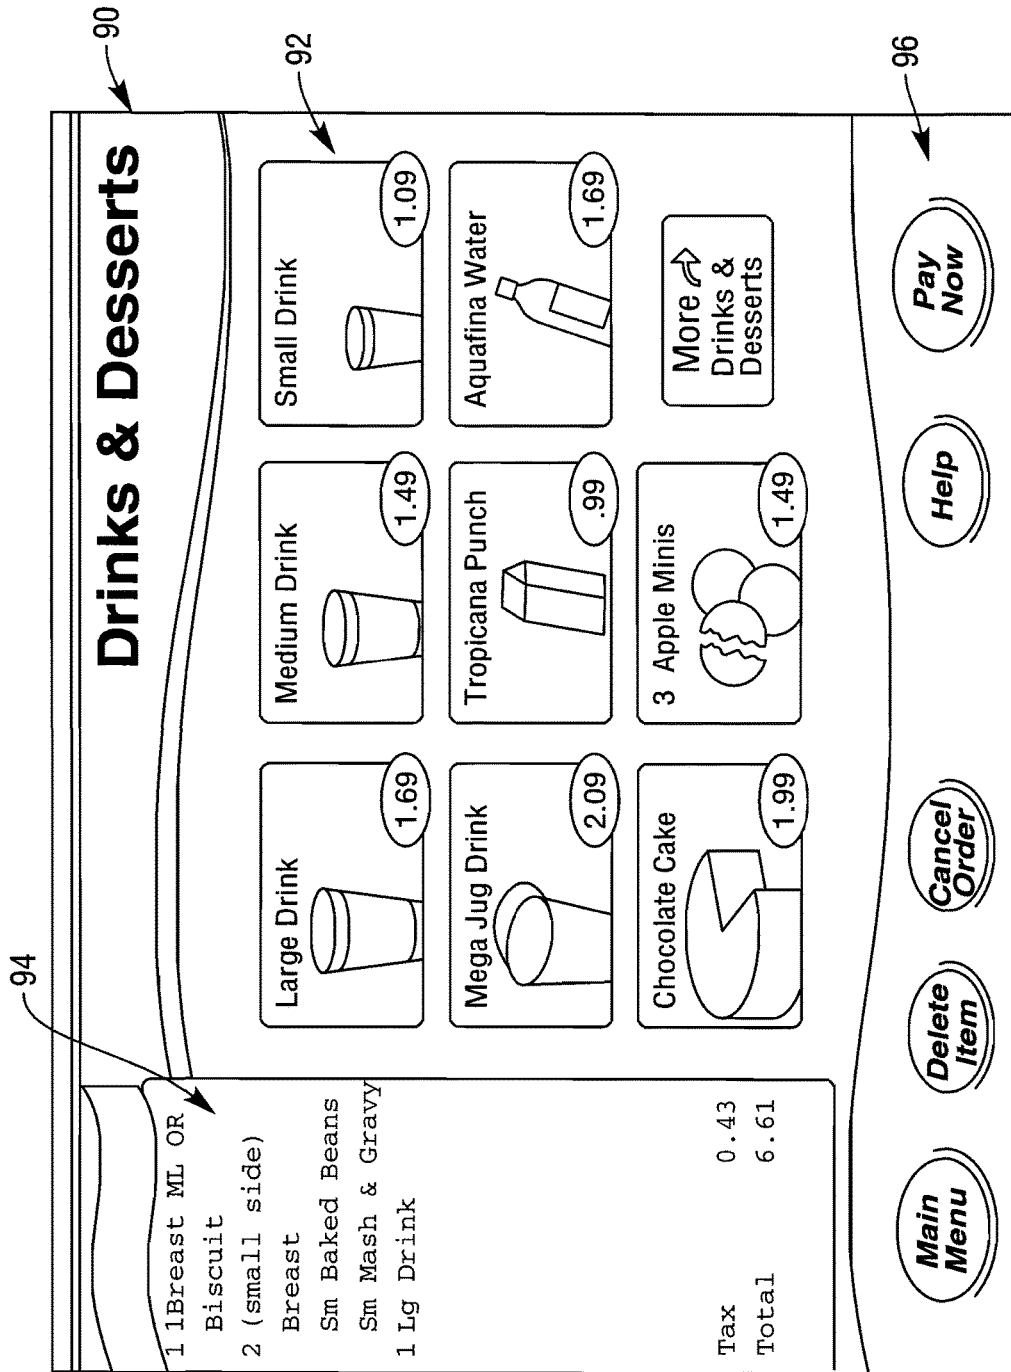 90
Drinks & Desserts
94
92
1 1Breast ML OR
Biscuit
2 (small side)
Breast
Sm Baked Beans
Sm Mash & Gravy
1 Lg Drink
Tax 0.43
Total 6.61
Large Drink
1.69
Medium Drink
1.49
Small Drink
1.09
Mega Jug Drink
2.09
Tropicana Punch
.99
Aquafina Water
1.69
Chocolate Cake
1.99
3 Apple Minis
1.49
More
Drinks &
Desserts
96
Main
Menu
Delete
Item
Cancel
Order
Help
Pay
Now